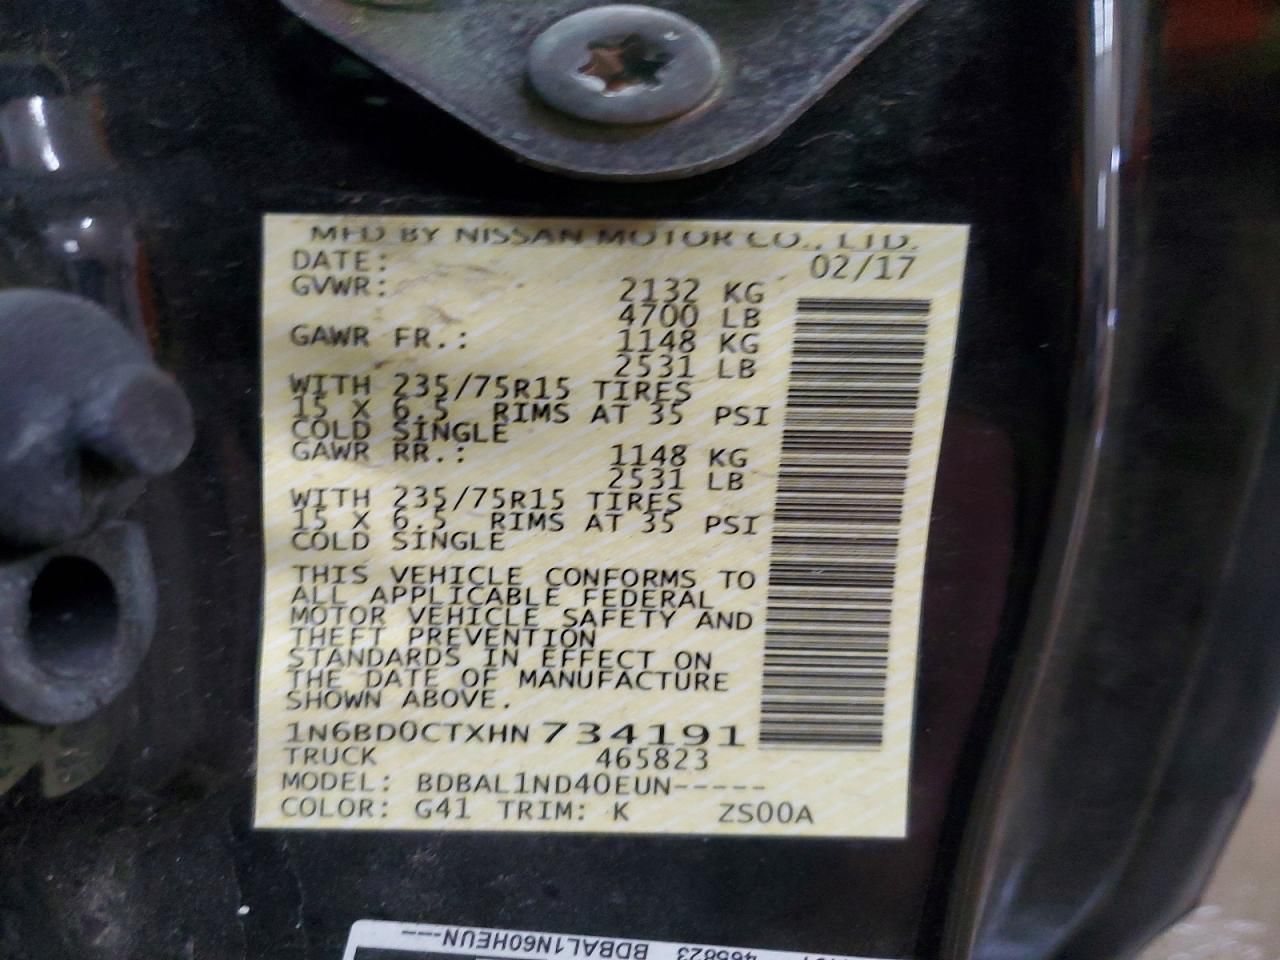 MFD BY NISSAN MOTOR CO., LTD.
DATE: 02/17
GVWR: 2132 KG
4700 LB
GAWR FR.: 1148 KG
2531 LB
WITH 235/75R15 TIRES
15 X 6.5 RIMS AT 35 PSI
COLD SINGLE
GAWR RR.: 1148 KG
2531 LB
WITH 235/75R15 TIRES
15 X 6.5 RIMS AT 35 PSI
COLD SINGLE
THIS VEHICLE CONFORMS TO
ALL APPLICABLE FEDERAL
MOTOR VEHICLE SAFETY AND
THEFT PREVENTION
STANDARDS IN EFFECT ON
THE DATE OF MANUFACTURE
SHOWN ABOVE.
1N6BD0CTXHN734191
TRUCK 465823
MODEL: BDBAL1ND40EUN-----
COLOR: G41 TRIM: K ZS00A
465823 BDBAL1N60HEUN----